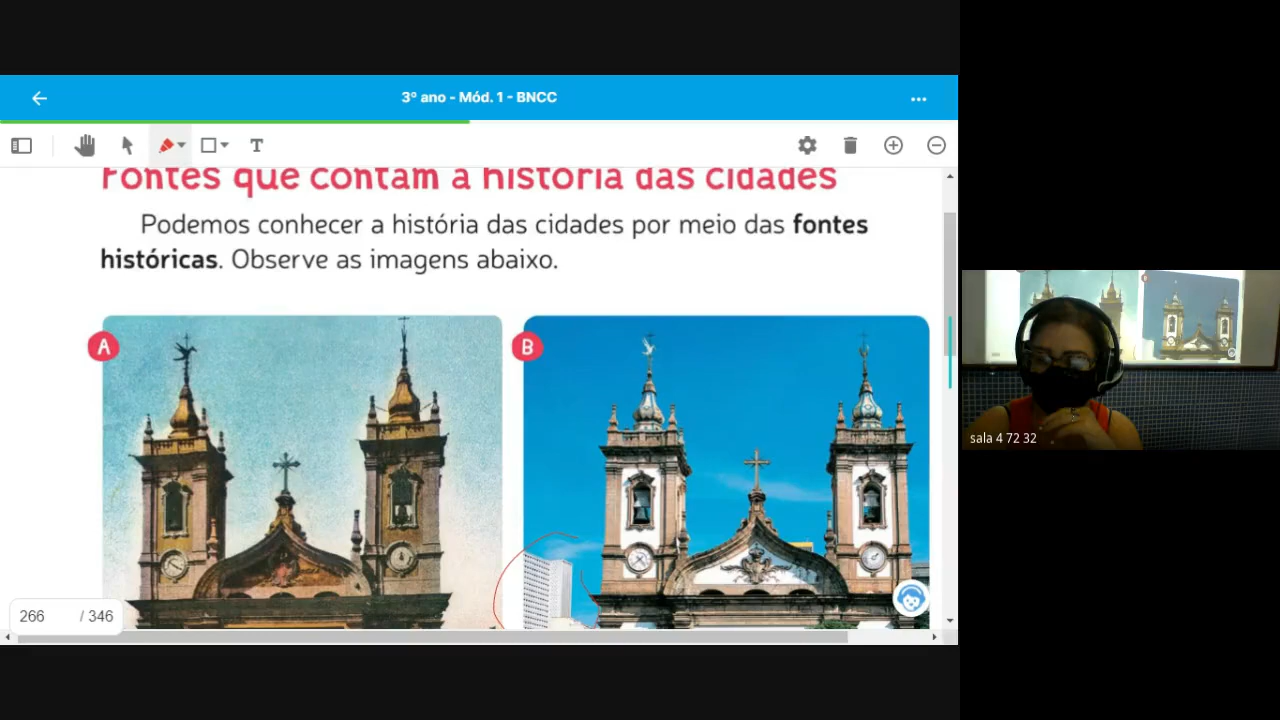 3º ano - Mód. 1 - BNCC
T
Fontes que contam a história das cidades
Podemos conhecer a história das cidades por meio das fontes
históricas. Observe as imagens abaixo.
A
B
266 / 346
sala 4 72 32